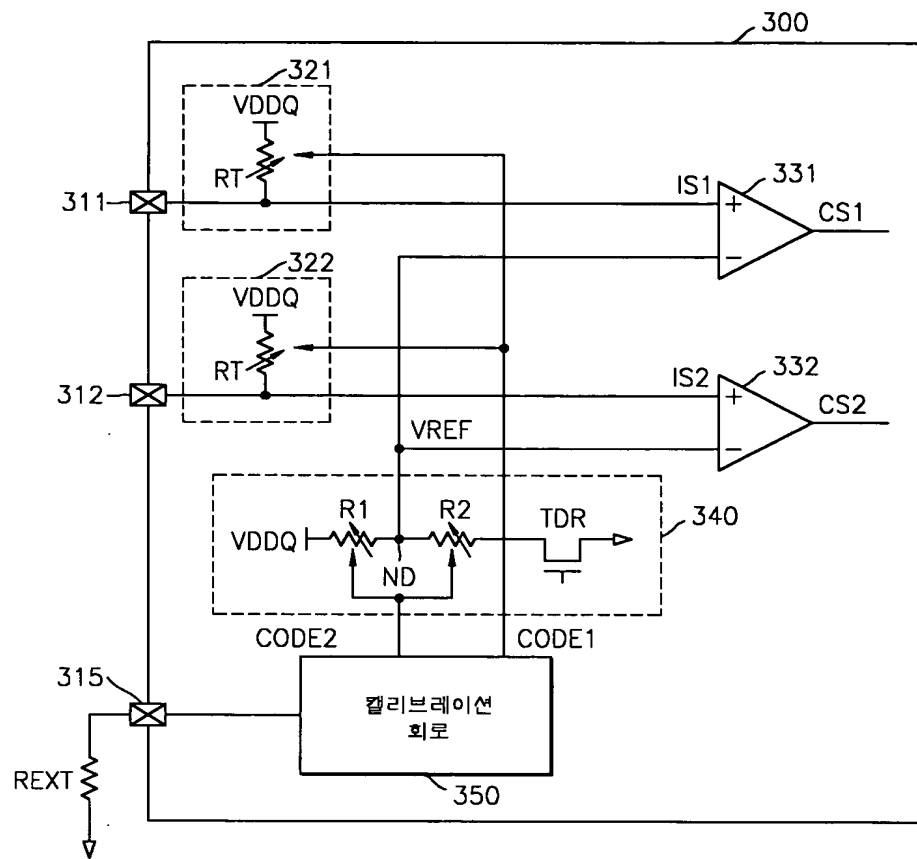 300
321
VDDQ
RT
311
IS1
331
+
−
CS1
322
VDDQ
RT
312
IS2
332
+
−
CS2
VREF
R1
R2
TDR
340
VDDQ
ND
CODE2
CODE1
315
캘리브레이션
회로
REXT
350